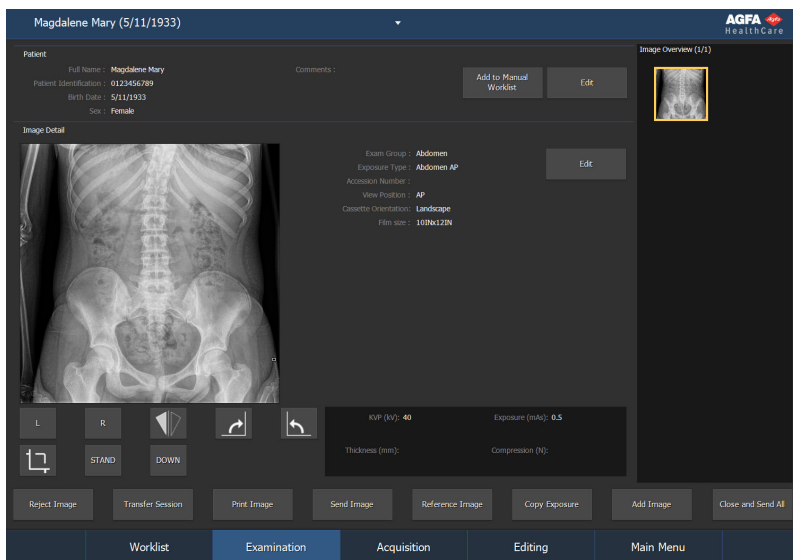 Magdalene Mary (5/11/1933)
AGFA
HealthCare
Patient
Full Name : Magdalene Mary
Comments :
Patient Identification : 0123456789
Birth Date : 5/11/1933
Sex : Female
Add to Manual
Worklist
Edit
Image Overview (1/1)
Image Detail
Exam Group : Abdomen
Exposure Type : Abdomen AP
Accession Number :
View Position : AP
Cassette Orientation: Landscape
Film size : 10INx12IN
Edit
L
R
STAND
DOWN
KVP (kV): 40
Exposure (mAs): 0.5
Thickness (mm):
Compression (N):
Reject Image
Transfer Session
Print Image
Send Image
Reference Image
Copy Exposure
Add Image
Close and Send All
Worklist
Examination
Acquisition
Editing
Main Menu